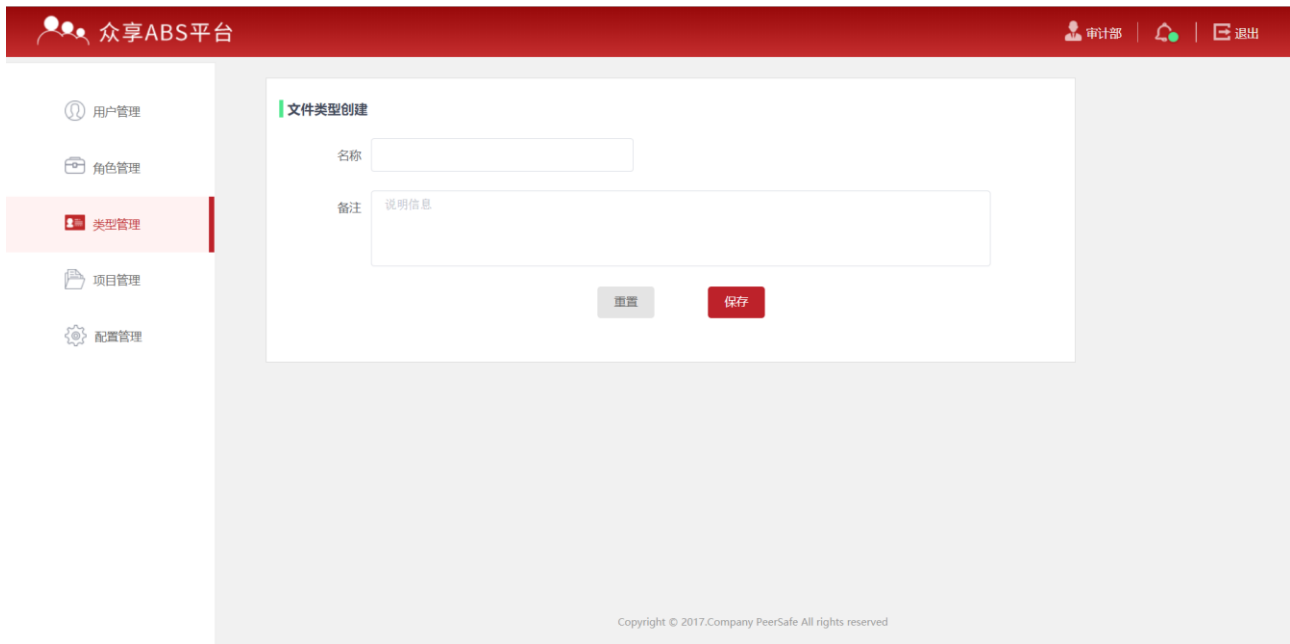 众享ABS平台
审计部
退出
用户管理
角色管理
类型管理
项目管理
配置管理
文件类型创建
名称
备注
说明信息
重置
保存
Copyright © 2017.Company PeerSafe All rights reserved